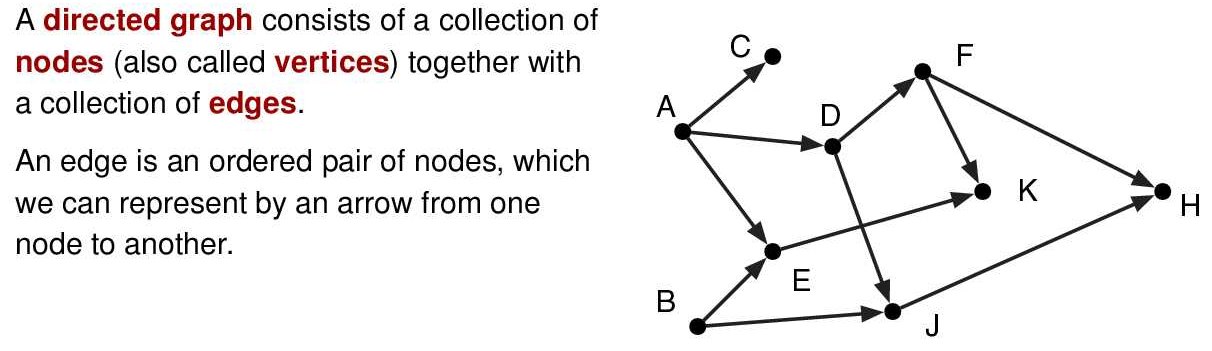 A directed graph consists of a collection of
nodes (also called vertices) together with
a collection of edges.
An edge is an ordered pair of nodes, which
we can represent by an arrow from one
node to another.
C
F
A
D
K
H
E
B
J